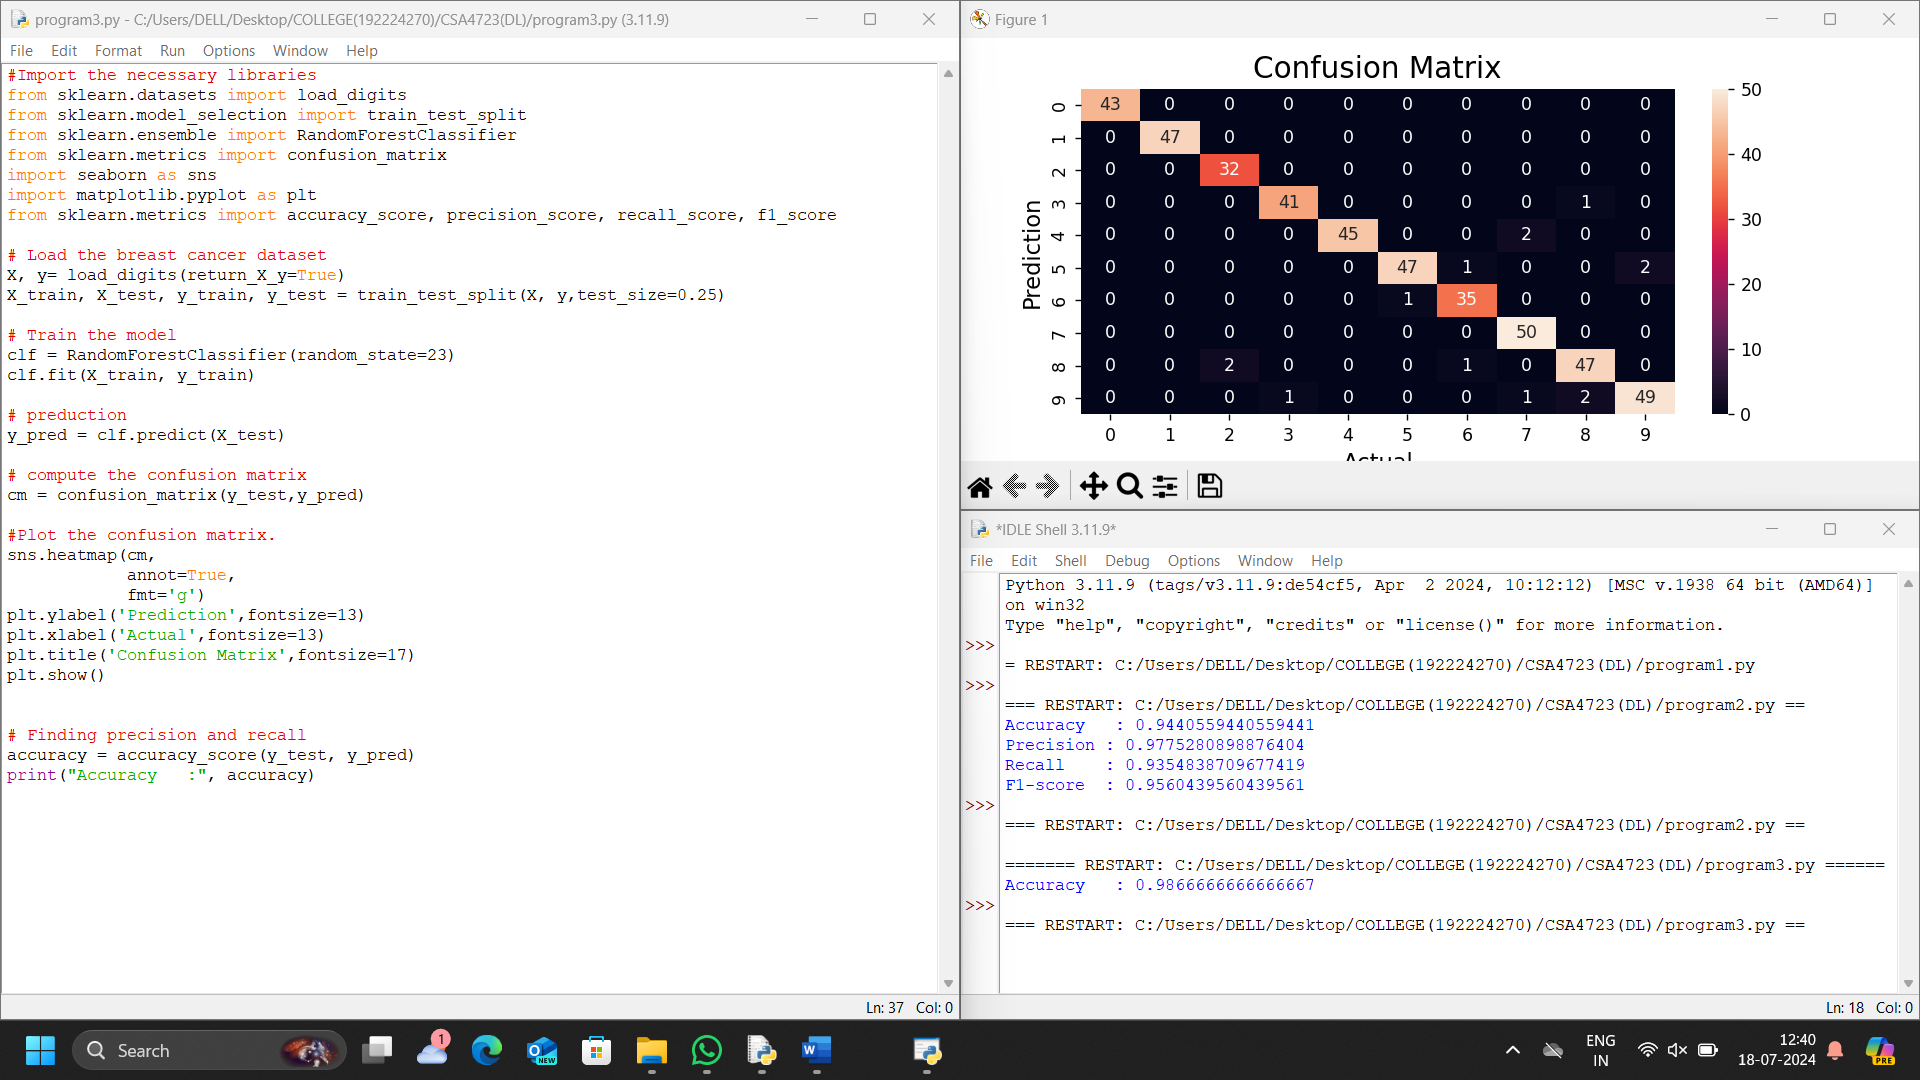 program3.py - C:/Users/DELL/Desktop/COLLEGE(192224270)/CSA4723(DL)/program3.py (3.11.9)
File Edit Format Run Options Window Help
#Import the necessary libraries
from sklearn.datasets import load_digits
from sklearn.model_selection import train_test_split
from sklearn.ensemble import RandomForestClassifier
from sklearn.metrics import confusion_matrix
import seaborn as sns
import matplotlib.pyplot as plt
from sklearn.metrics import accuracy_score, precision_score, recall_score, f1_score
# Load the breast cancer dataset
X, y= load_digits(return_X_y=True)
X_train, X_test, y_train, y_test = train_test_split(X, y,test_size=0.25)
# Train the model
clf = RandomForestClassifier(random_state=23)
clf.fit(X_train, y_train)
# preduction
y_pred = clf.predict(X_test)
# compute the confusion matrix
cm = confusion_matrix(y_test,y_pred)
#Plot the confusion matrix.
sns.heatmap(cm,
            annot=True,
            fmt='g')
plt.ylabel('Prediction',fontsize=13)
plt.xlabel('Actual',fontsize=13)
plt.title('Confusion Matrix',fontsize=17)
plt.show()
# Finding precision and recall
accuracy = accuracy_score(y_test, y_pred)
print("Accuracy   :", accuracy)
Ln: 37 Col: 0
Figure 1
Confusion Matrix
Prediction
0 43 0 0 0 0 0 0 0 0 0
1 0 47 0 0 0 0 0 0 0 0
2 0 0 32 0 0 0 0 0 0 0
3 0 0 0 41 0 0 0 0 1 0
4 0 0 0 0 45 0 0 2 0 0
5 0 0 0 0 0 47 1 0 0 2
6 0 0 0 0 0 1 35 0 0 0
7 0 0 0 0 0 0 0 50 0 0
8 0 0 2 0 0 0 1 0 47 0
9 0 0 0 1 0 0 0 1 2 49
0 1 2 3 4 5 6 7 8 9
Actual
50
40
30
20
10
0
*IDLE Shell 3.11.9*
File Edit Shell Debug Options Window Help
Python 3.11.9 (tags/v3.11.9:de54cf5, Apr  2 2024, 10:12:12) [MSC v.1938 64 bit (AMD64)]
on win32
Type "help", "copyright", "credits" or "license()" for more information.
>>>
= RESTART: C:/Users/DELL/Desktop/COLLEGE(192224270)/CSA4723(DL)/program1.py
>>>
=== RESTART: C:/Users/DELL/Desktop/COLLEGE(192224270)/CSA4723(DL)/program2.py ==
Accuracy   : 0.9440559440559441
Precision : 0.9775280898876404
Recall    : 0.9354838709677419
F1-score  : 0.9560439560439561
>>>
=== RESTART: C:/Users/DELL/Desktop/COLLEGE(192224270)/CSA4723(DL)/program2.py ==
======= RESTART: C:/Users/DELL/Desktop/COLLEGE(192224270)/CSA4723(DL)/program3.py ======
Accuracy   : 0.9866666666666667
>>>
=== RESTART: C:/Users/DELL/Desktop/COLLEGE(192224270)/CSA4723(DL)/program3.py ==
Ln: 18 Col: 0
Search
1
NEW
ENG
IN
12:40
18-07-2024
PRE